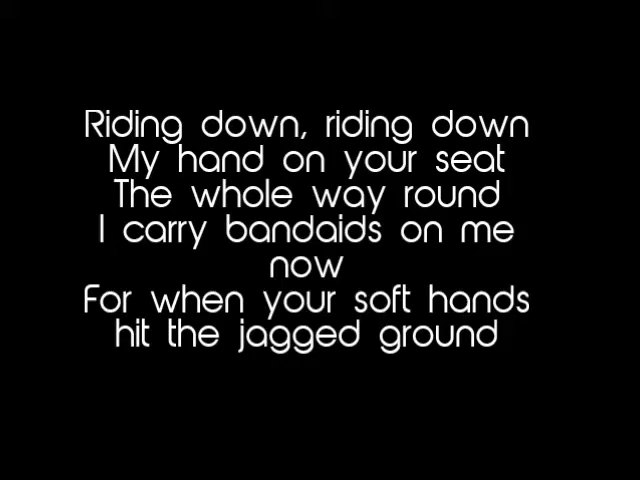 Riding down, riding down
My hand on your seat
The whole way round
I carry bandaids on me
now
For when your soft hands
hit the jagged ground